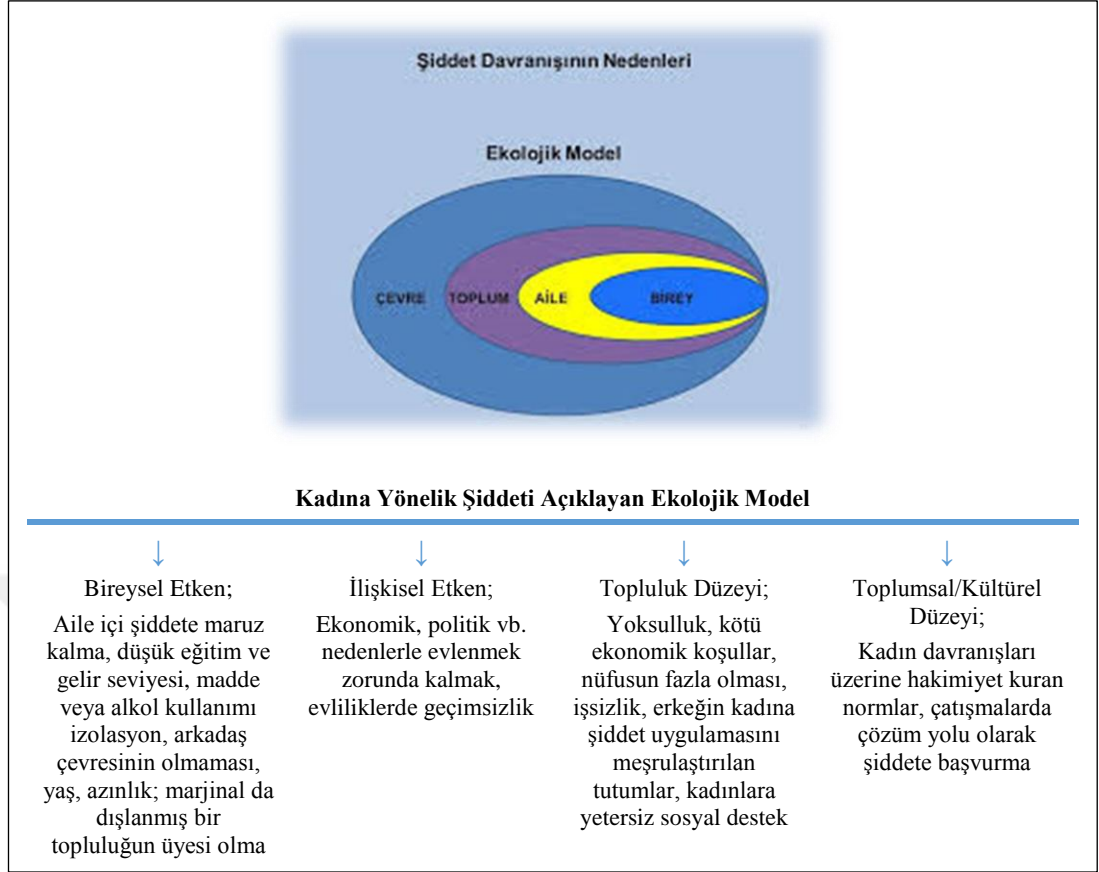 Şiddet Davranışının Nedenleri
Ekolojik Model
ÇEVRE TOPLUM AİLE BİREY
Kadına Yönelik Şiddeti Açıklayan Ekolojik Model
↓ ↓ ↓ ↓
Bireysel Etken;
Aile içi şiddete maruz
kalma, düşük eğitim ve
gelir seviyesi, madde
veya alkol kullanımı
izolasyon, arkadaş
çevresinin olmaması,
yaş, azınlık; marjinal da
dışlanmış bir
topluluğun üyesi olma
İlişkisel Etken;
Ekonomik, politik vb.
nedenlerle evlenmek
zorunda kalmak,
evliliklerde geçimsizlik
Topluluk Düzeyi;
Yoksulluk, kötü
ekonomik koşullar,
nüfusun fazla olması,
işsizlik, erkeğin kadına
şiddet uygulamasını
meşrulaştırılan
tutumlar, kadınlara
yetersiz sosyal destek
Toplumsal/Kültürel
Düzeyi;
Kadın davranışları
üzerine hakimiyet kuran
normlar, çatışmalarda
çözüm yolu olarak
şiddete başvurma